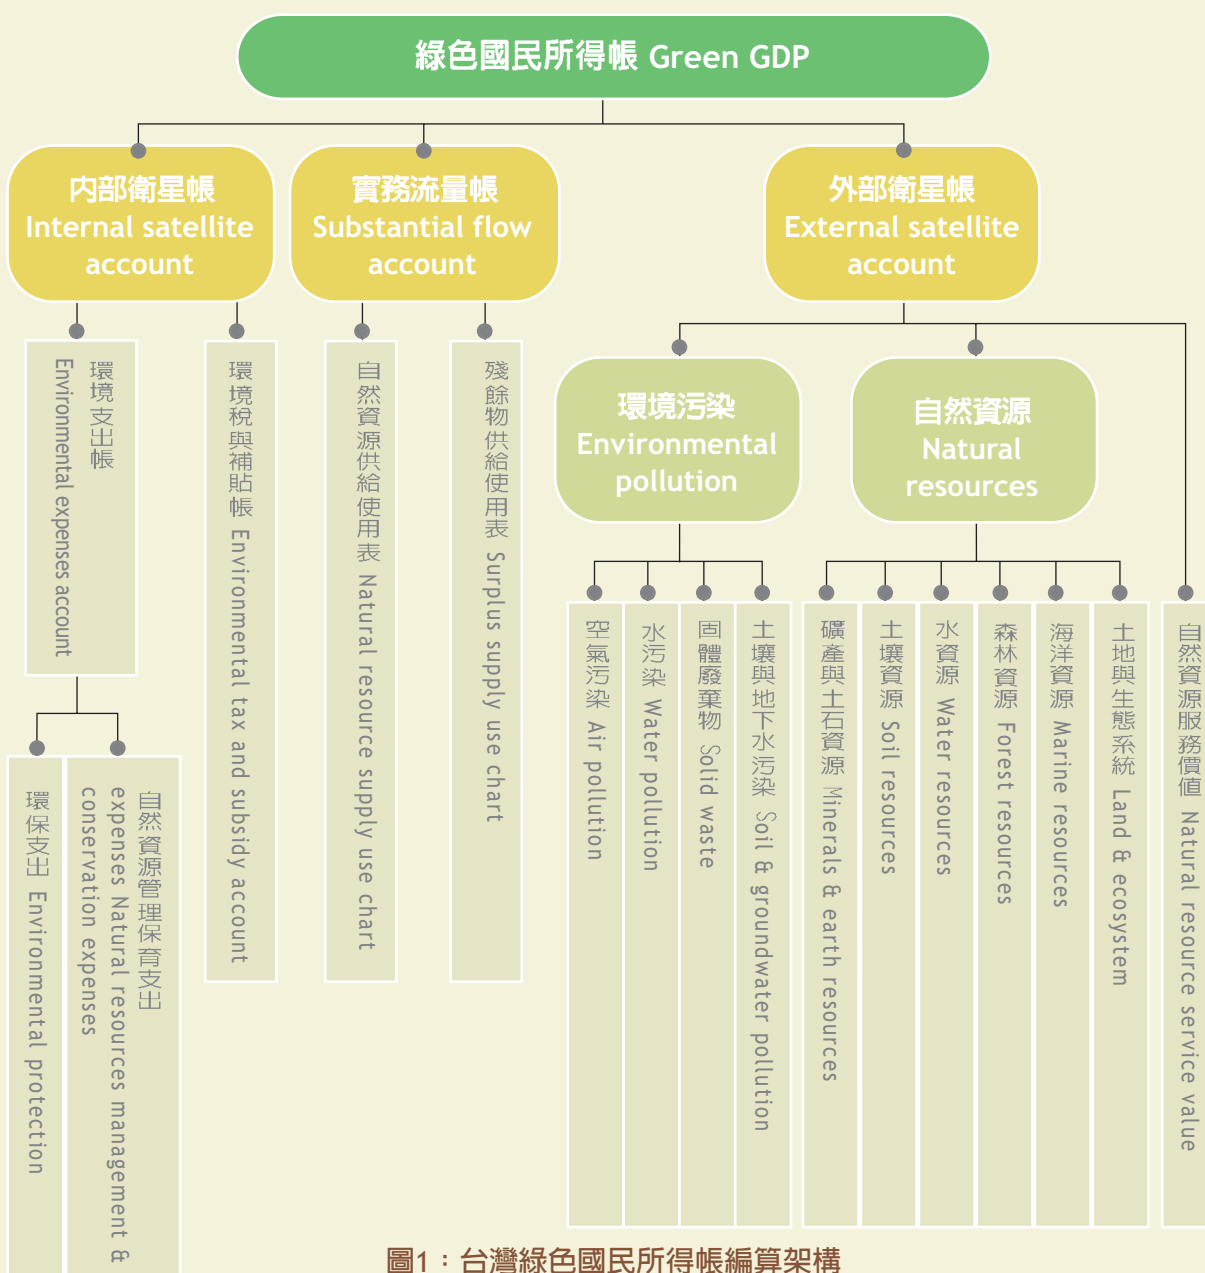 綠色國民所得帳 Green GDP
內部衛星帳
Internal satellite
account
實務流量帳
Substantial flow
account
外部衛星帳
External satellite
account
環境支出帳
Environmental expenses account
環境稅與補貼帳 Environmental tax and subsidy account
自然資源供給使用表 Natural resource supply use chart
殘餘物供給使用表 Surplus supply use chart
環境污染
Environmental
pollution
自然資源
Natural
resources
環保支出 Environmental protection
自然資源管理保育支出
expenses Natural resources management &
conservation expenses
空氣污染 Air pollution
水污染 Water pollution
固體廢棄物 Solid waste
土壤與地下水污染 Soil & groundwater pollution
礦產與土石資源 Minerals & earth resources
土壤資源 Soil resources
水資源 Water resources
森林資源 Forest resources
海洋資源 Marine resources
土地與生態系統 Land & ecosystem
自然資源服務價值 Natural resource service value
圖1：台灣綠色國民所得帳編算架構